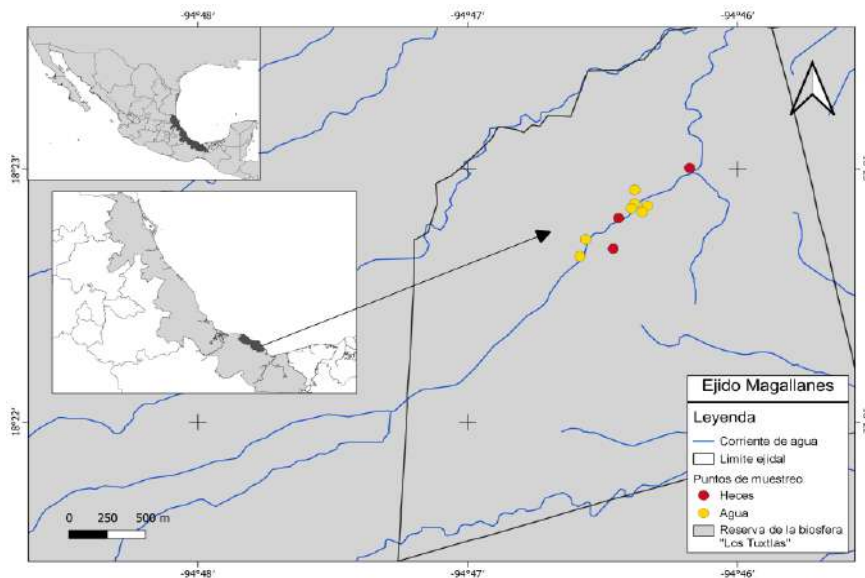 -94°48'
-94°47'
-94°46'
18°23'
18°22'
Ejido Magallanes
Leyenda
Corriente de agua
Límite ejidal
Puntos de muestreo
Heces
Agua
Reserva de la biosfera
"Los Tuxtlas"
0 250 500 m
-94°48'
-94°47'
-94°46'